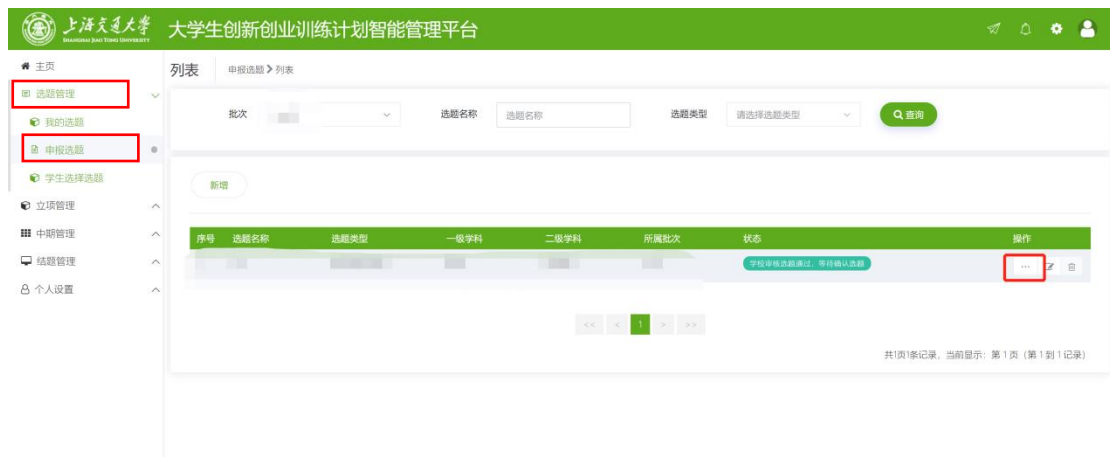 上海交通大学
SHANGHAI JIAO TONG UNIVERSITY
大学生创新创业训练计划智能管理平台
主页
选题管理
我的选题
申报选题
学生选择选题
立项管理
中期管理
结题管理
个人设置
列表 申报选题 > 列表
批次 选题名称 选题名称 选题类型 请选择选题类型 查询
新增
序号 选题名称 选题类型 一级学科 二级学科 所属批次 状态 操作
学校审核选题通过，等待确认选题 ...
<< < 1 > >>
共1页1条记录，当前显示：第 1 页（第 1 到 1 记录）